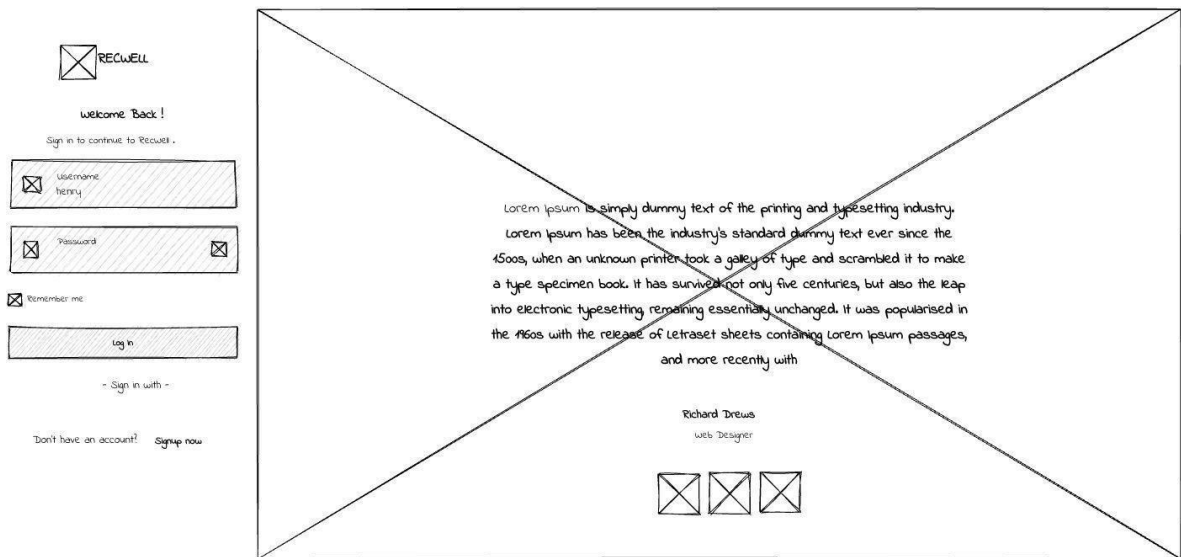 RECWELL
Welcome Back !
Sign in to continue to Recwell .
Username
henry
Password
Remember me
Log In
- Sign in with -
Don't have an account? Signup now
Lorem Ipsum is simply dummy text of the printing and typesetting industry.
Lorem Ipsum has been the industry's standard dummy text ever since the
1500s, when an unknown printer took a galley of type and scrambled it to make
a type specimen book. It has survived not only five centuries, but also the leap
into electronic typesetting, remaining essentially unchanged. It was popularised in
the 1960s with the release of Letraset sheets containing Lorem Ipsum passages,
and more recently with
Richard Drews
Web Designer